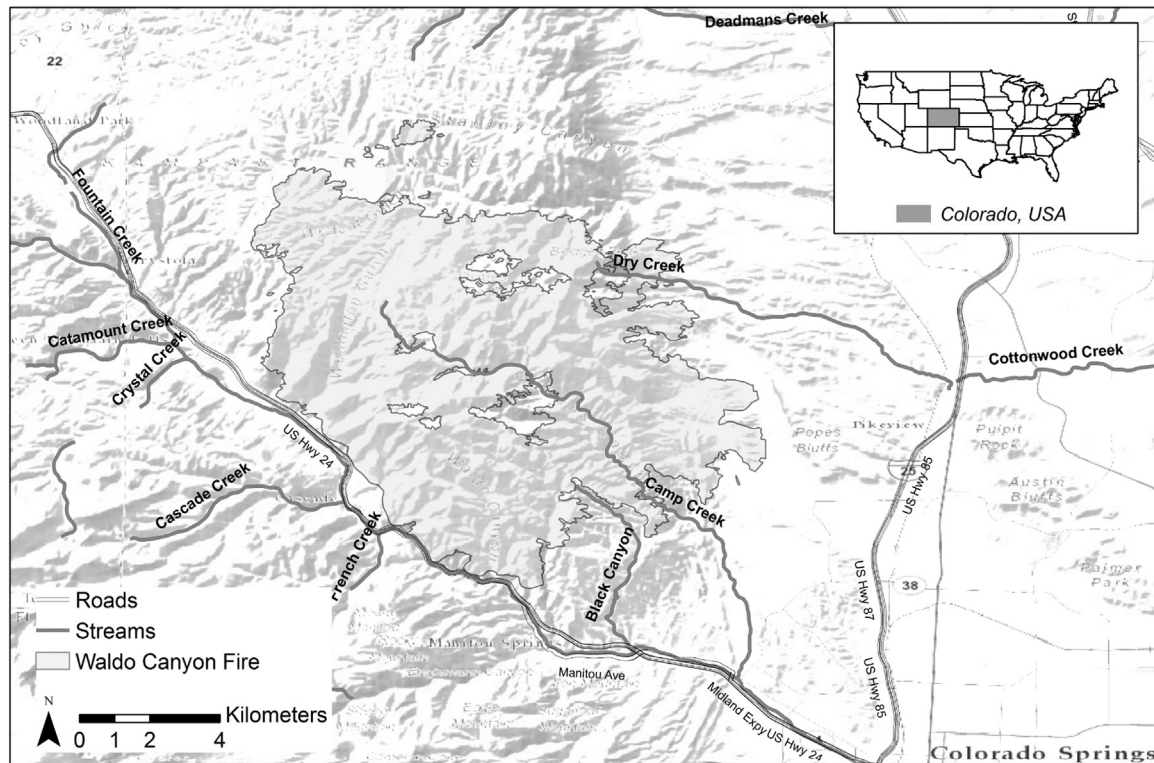 Deadmans Creek
22
Woodland Park
Fountain Creek
Colorado, USA
Dry Creek
Catamount Creek
Crystal Creek
Cottonwood Creek
US Hwy 24
Popes
Bluffs
Pikeview
Pulpit
Rock
25
US Hwy 85
Austin
Bluffs
Cascade Creek
Cascade
Camp Creek
French Creek
Black Canyon
US Hwy 87
38
Palmer
Park
Roads
Streams
Waldo Canyon Fire
Manitou Springs
Manitou Ave
US Hwy 85
Midland Expy
US Hwy 24
N
Kilometers
0 1 2 4
Colorado Springs